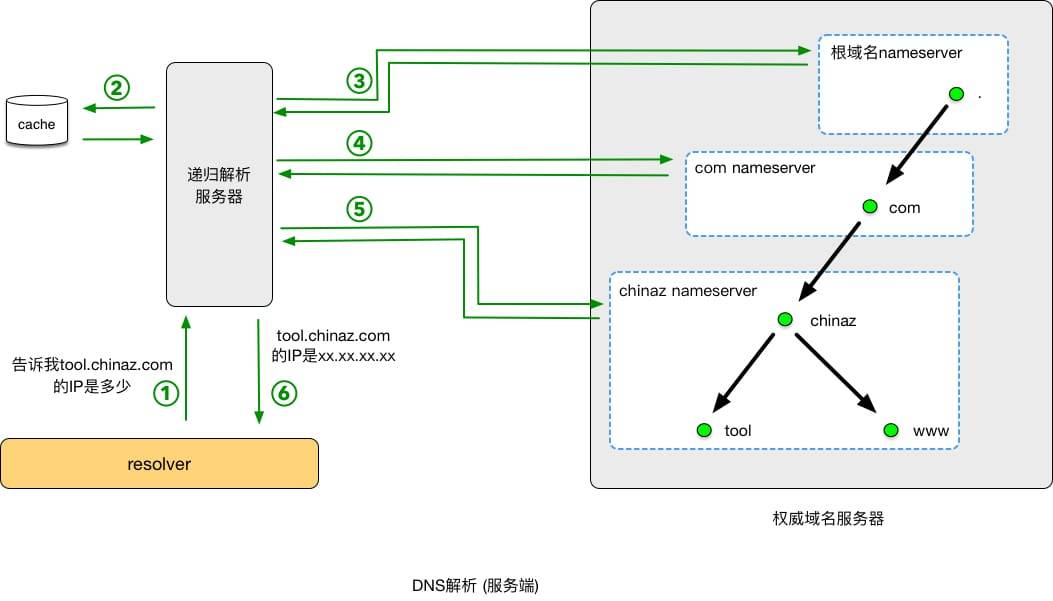 根域名nameserver
.
③
②
cache
④
递归解析
服务器
com nameserver
com
⑤
chinaz nameserver
chinaz
tool.chinaz.com
的IP是xx.xx.xx.xx
告诉我tool.chinaz.com
的IP是多少
①
⑥
tool
www
resolver
权威域名服务器
DNS解析 (服务端)